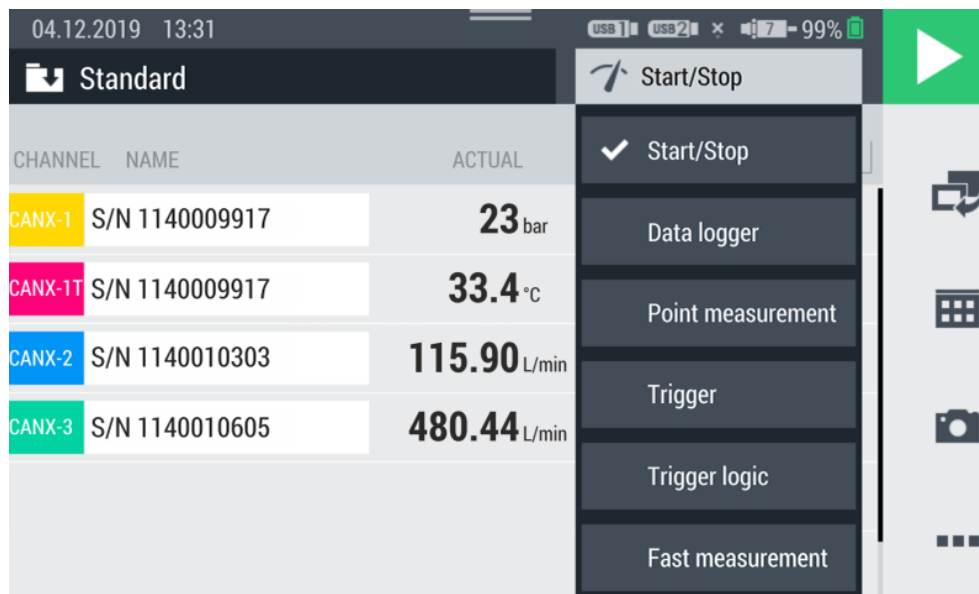 04.12.2019 13:31 USB 1 USB 2 7 99%
Standard Start/Stop
CHANNEL NAME ACTUAL
Start/Stop
CANX-1 S/N 1140009917 23 bar
Data logger
CANX-1T S/N 1140009917 33.4 °C
Point measurement
CANX-2 S/N 1140010303 115.90 L/min
Trigger
CANX-3 S/N 1140010605 480.44 L/min
Trigger logic
Fast measurement